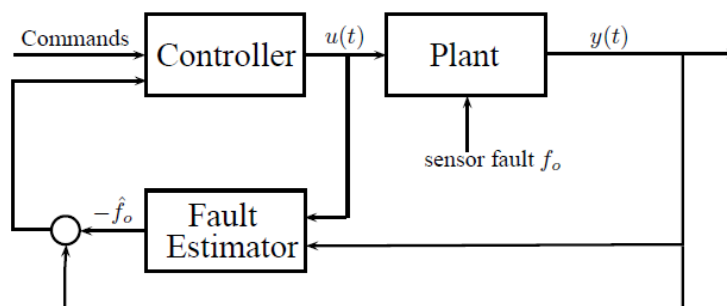 Commands
Controller
u(t)
Plant
y(t)
sensor fault f_o
-f̂_o
Fault
Estimator